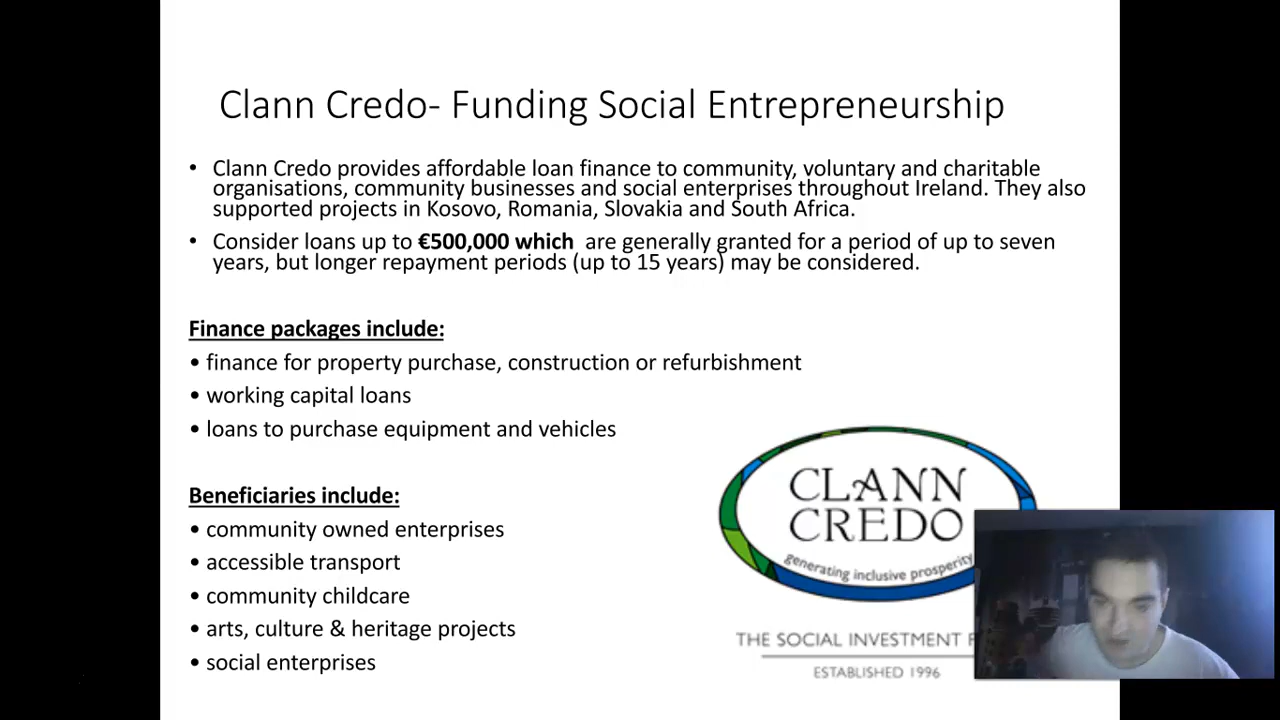 Clann Credo- Funding Social Entrepreneurship
• Clann Credo provides affordable loan finance to community, voluntary and charitable
organisations, community businesses and social enterprises throughout Ireland. They also
supported projects in Kosovo, Romania, Slovakia and South Africa.
• Consider loans up to €500,000 which are generally granted for a period of up to seven
years, but longer repayment periods (up to 15 years) may be considered.
Finance packages include:
• finance for property purchase, construction or refurbishment
• working capital loans
• loans to purchase equipment and vehicles
Beneficiaries include:
• community owned enterprises
• accessible transport
• community childcare
• arts, culture & heritage projects
• social enterprises
CLANN
CREDO
generating inclusive prosperity
THE SOCIAL INVESTMENT
ESTABLISHED 1996